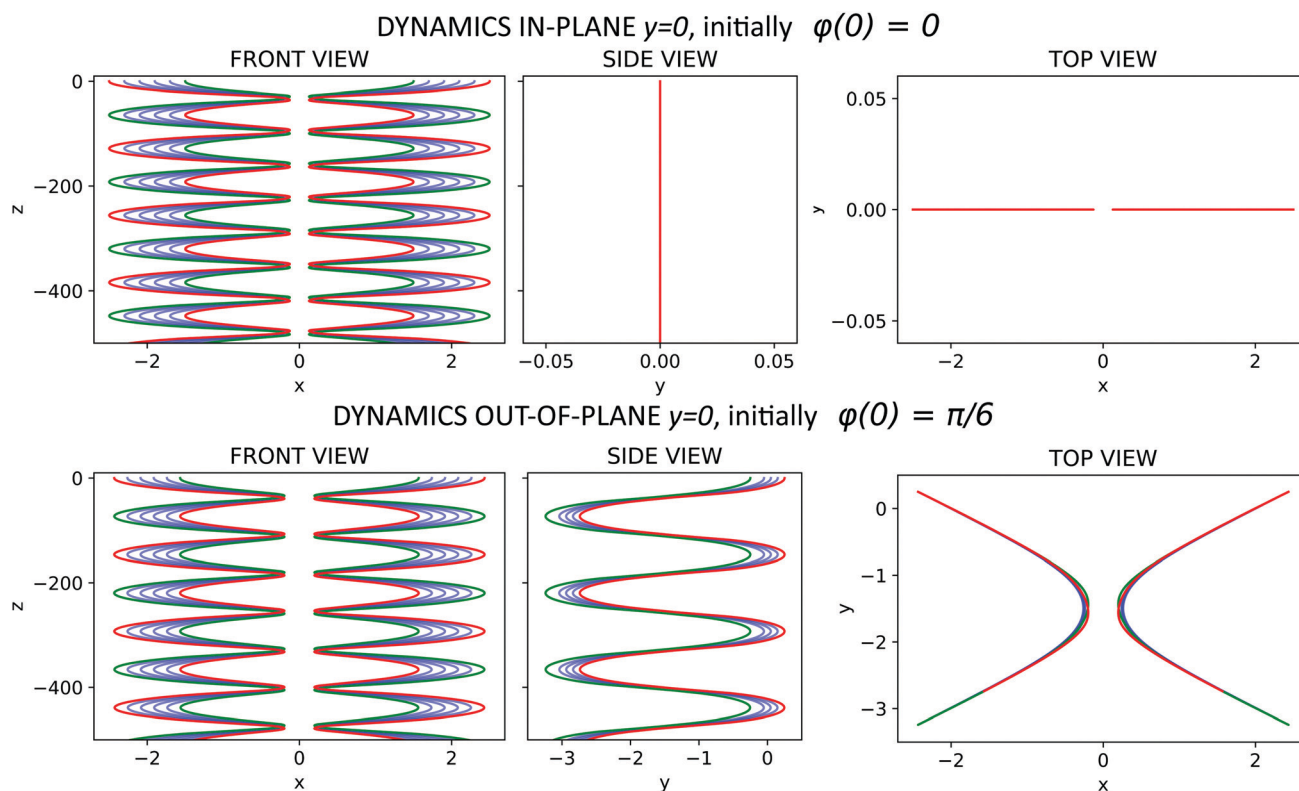 DYNAMICS IN-PLANE y=0, initially φ(0) = 0
FRONT VIEW
SIDE VIEW
TOP VIEW
0
−200
−400
z
−2
0
2
x
−0.05
0.00
0.05
y
0.05
0.00
−0.05
y
−2
0
2
x
DYNAMICS OUT-OF-PLANE y=0, initially φ(0) = π/6
FRONT VIEW
SIDE VIEW
TOP VIEW
0
−200
−400
z
−2
0
2
x
−3
−2
−1
0
y
0
−1
−2
−3
y
−2
0
2
x